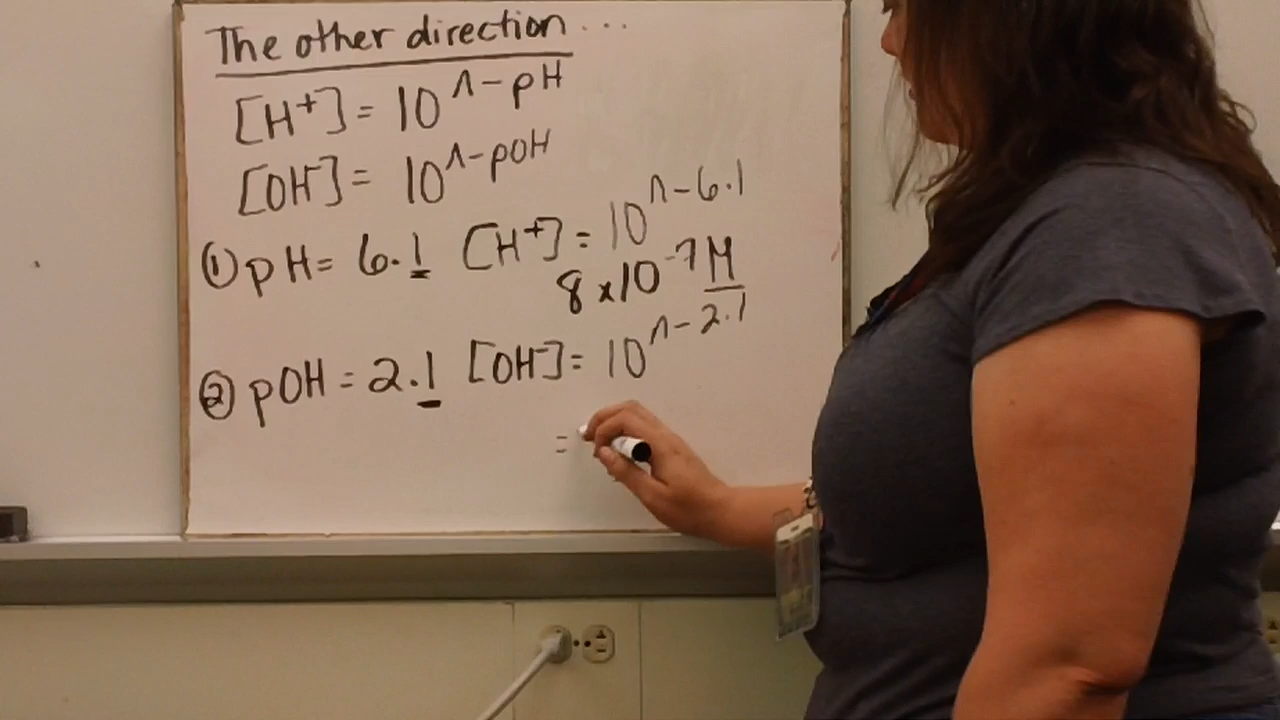 The other direction...
[H+] = 10^-pH
[OH-] = 10^-pOH
① pH = 6.1 [H+] = 10^-6.1
8 x 10-7 M
② pOH = 2.1 [OH-] = 10^-2.1
=